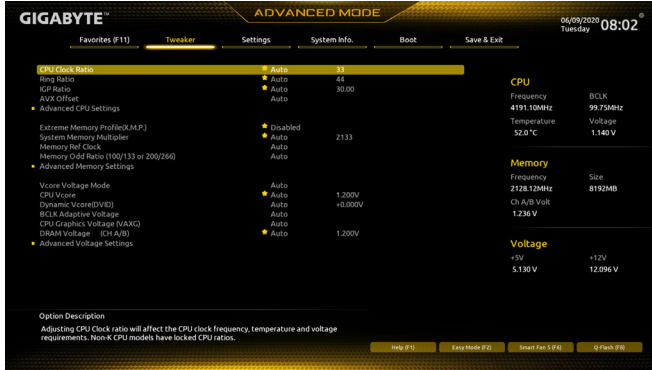 GIGABYTE™
ADVANCED MODE
06/09/2020
Tuesday
08:02
Favorites (F11) Tweaker Settings System Info. Boot Save & Exit
CPU Clock Ratio Auto 33
Ring Ratio Auto 44
IGP Ratio Auto 30.00
AVX Offset Auto
Advanced CPU Settings
Extreme Memory Profile(X.M.P.) Disabled
System Memory Multiplier Auto 2133
Memory Ref Clock Auto
Memory Odd Ratio (100/133 or 200/266) Auto
Advanced Memory Settings
Vcore Voltage Mode Auto
CPU Vcore Auto 1.200V
Dynamic Vcore(DVID) Auto +0.000V
BCLK Adaptive Voltage Auto
CPU Graphics Voltage (VAXG) Auto
DRAM Voltage (CH A/B) Auto 1.200V
Advanced Voltage Settings
CPU
Frequency BCLK
4191.10MHz 99.75MHz
Temperature Voltage
52.0 °C 1.140 V
Memory
Frequency Size
2128.12MHz 8192MB
Ch A/B Volt
1.236 V
Voltage
+5V +12V
5.130 V 12.096 V
Option Description
Adjusting CPU Clock ratio will affect the CPU clock frequency, temperature and voltage
requirements. Non-K CPU models have locked CPU ratios.
Help (F1) Easy Mode (F2) Smart Fan 5 (F6) Q-Flash (F8)